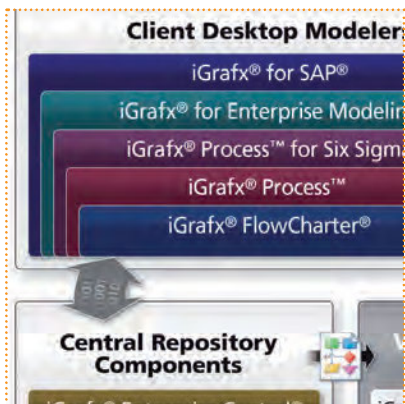 Client Desktop Modeler
iGrafx® for SAP®
iGrafx® for Enterprise Modelin
iGrafx® Process™ for Six Sigma
iGrafx® Process™
iGrafx® FlowCharter®
Central Repository
Components